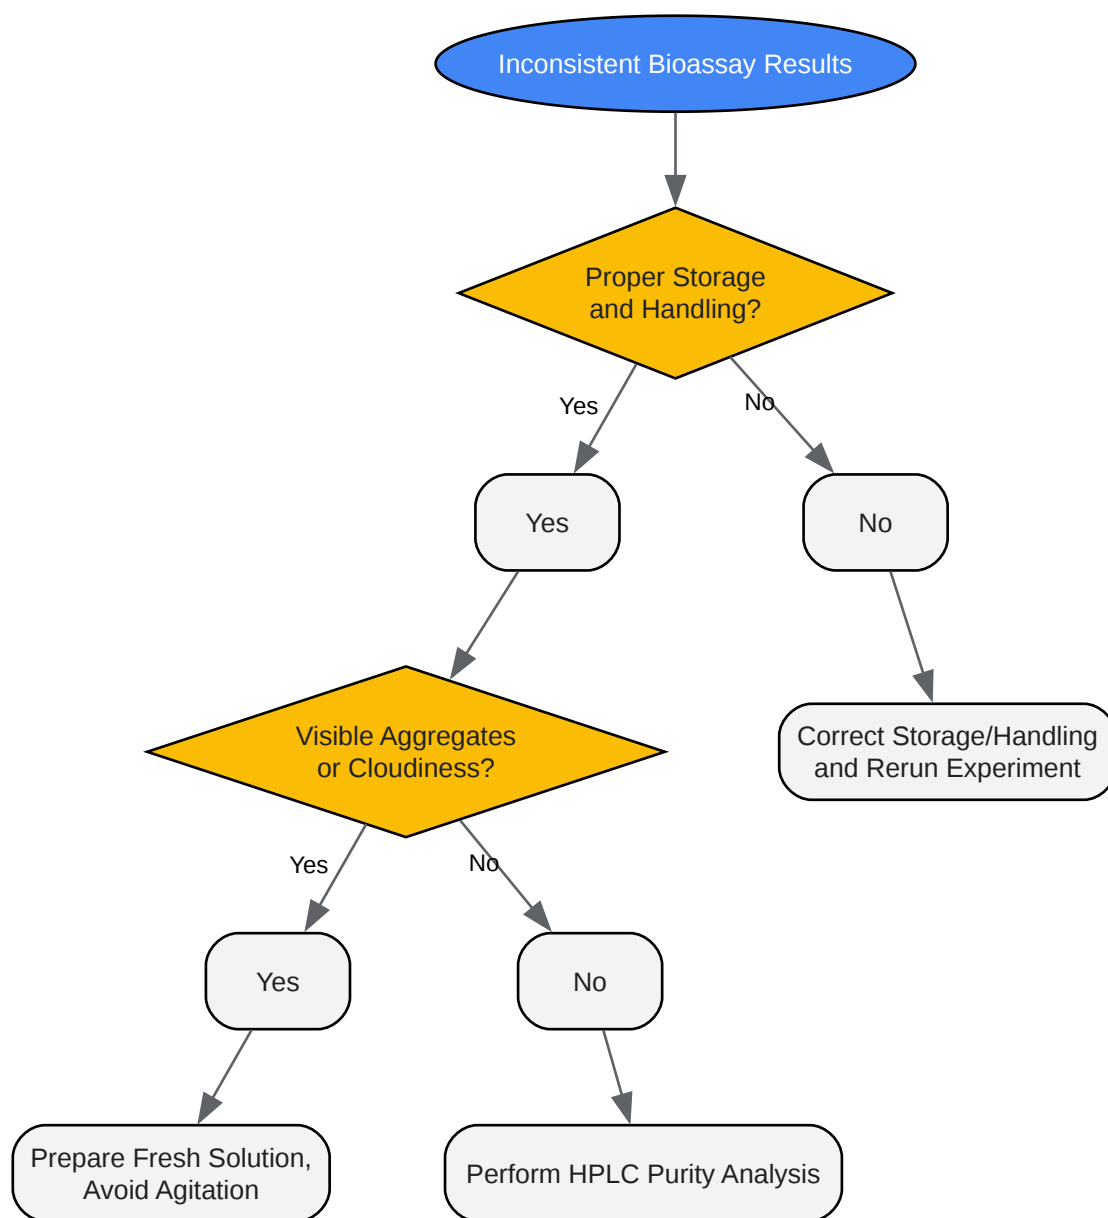 Inconsistent Bioassay Results
Proper Storage
and Handling?
Yes
No
Yes
No
Visible Aggregates
or Cloudiness?
Correct Storage/Handling
and Rerun Experiment
Yes
No
Yes
No
Prepare Fresh Solution,
Avoid Agitation
Perform HPLC Purity Analysis